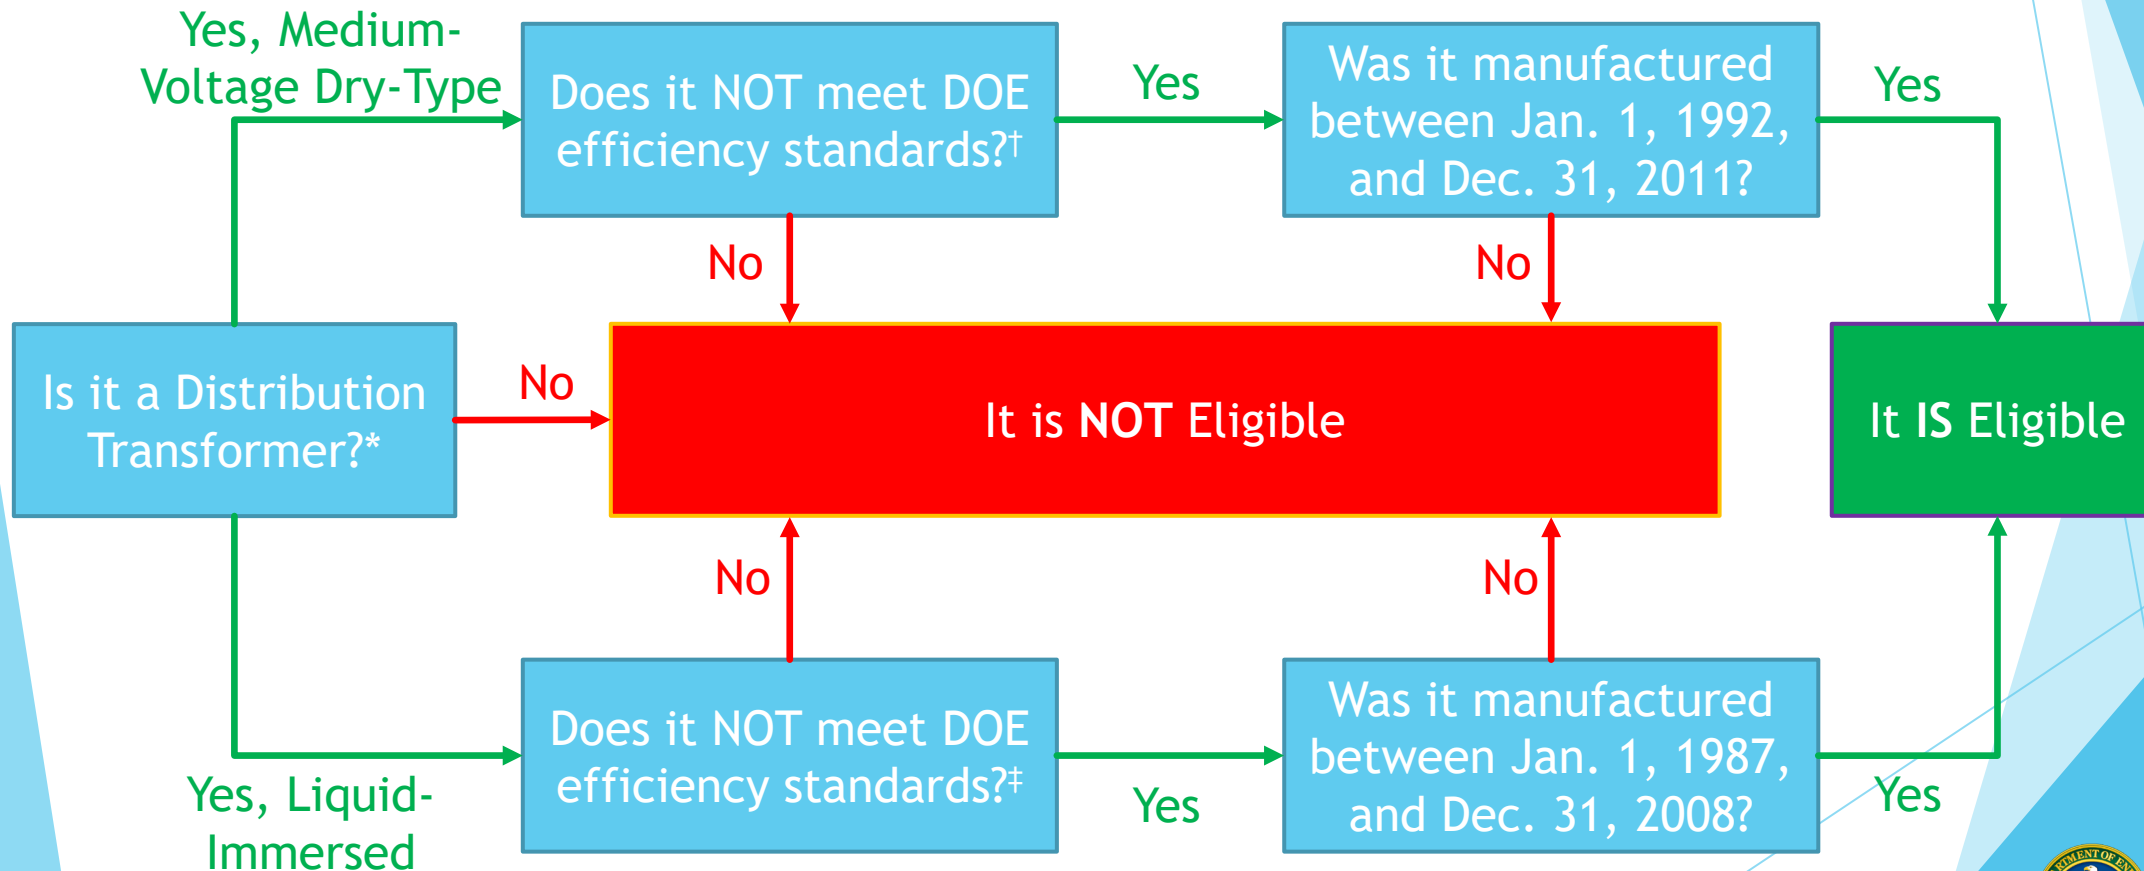 Yes, Medium-
Voltage Dry-Type
Does it NOT meet DOE
efficiency standards?†
Yes
Was it manufactured
between Jan. 1, 1992,
and Dec. 31, 2011?
Yes
No
No
Is it a Distribution
Transformer?*
No
It is NOT Eligible
It IS Eligible
No
No
Yes, Liquid-
Immersed
Does it NOT meet DOE
efficiency standards?‡
Yes
Was it manufactured
between Jan. 1, 1987,
and Dec. 31, 2008?
Yes